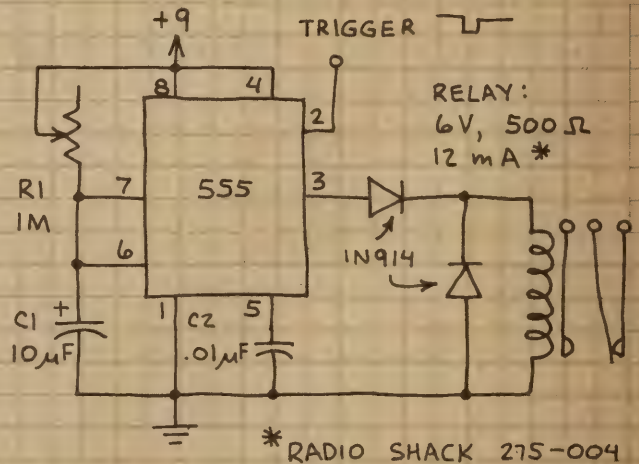 +9
TRIGGER
8
4
RELAY:
6V, 500Ω
12 mA *
2
R1
1M
7
555
3
6
1N914
C1
+
10µF
1
C2
.01µF
5
* RADIO SHACK 275-004